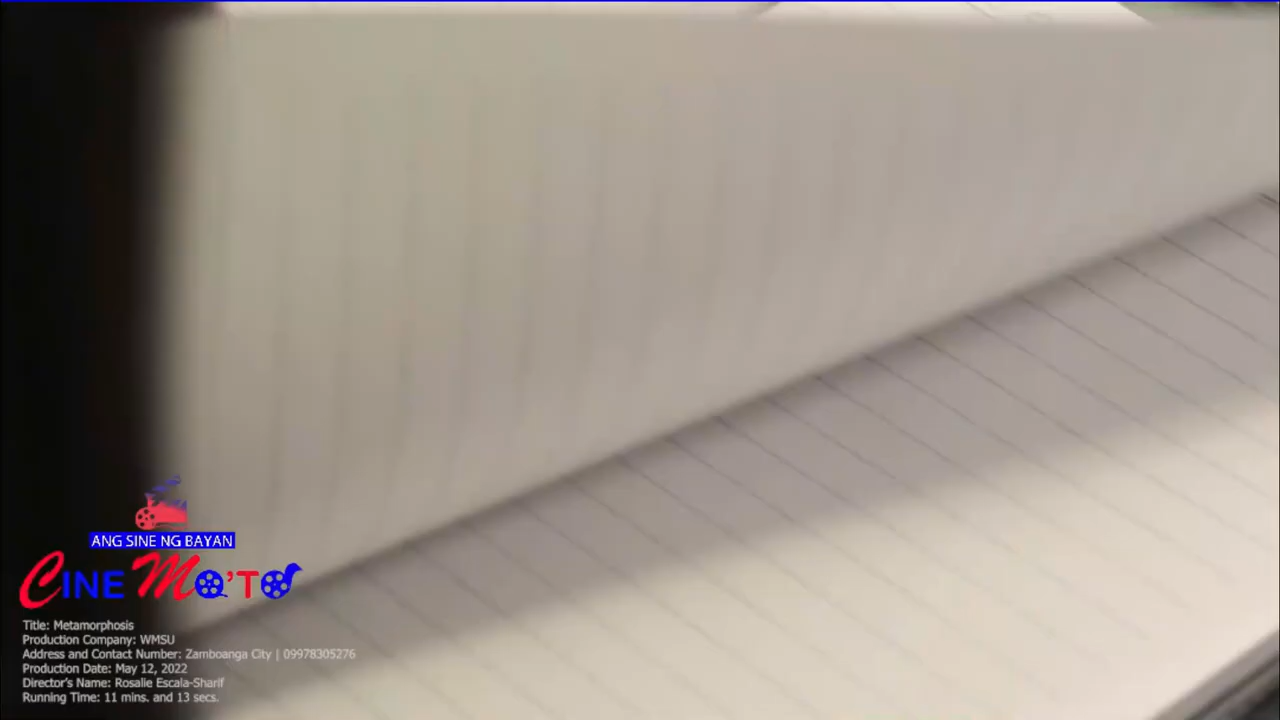 ANG SINE NG BAYAN
CINE MO'TO
Title: Metamorphosis
Production Company: WMSU
Address and Contact Number: Zamboanga City | 09978305276
Production Date: May 12, 2022
Director's Name: Rosalie Escala-Sharif
Running Time: 11 mins. and 13 secs.